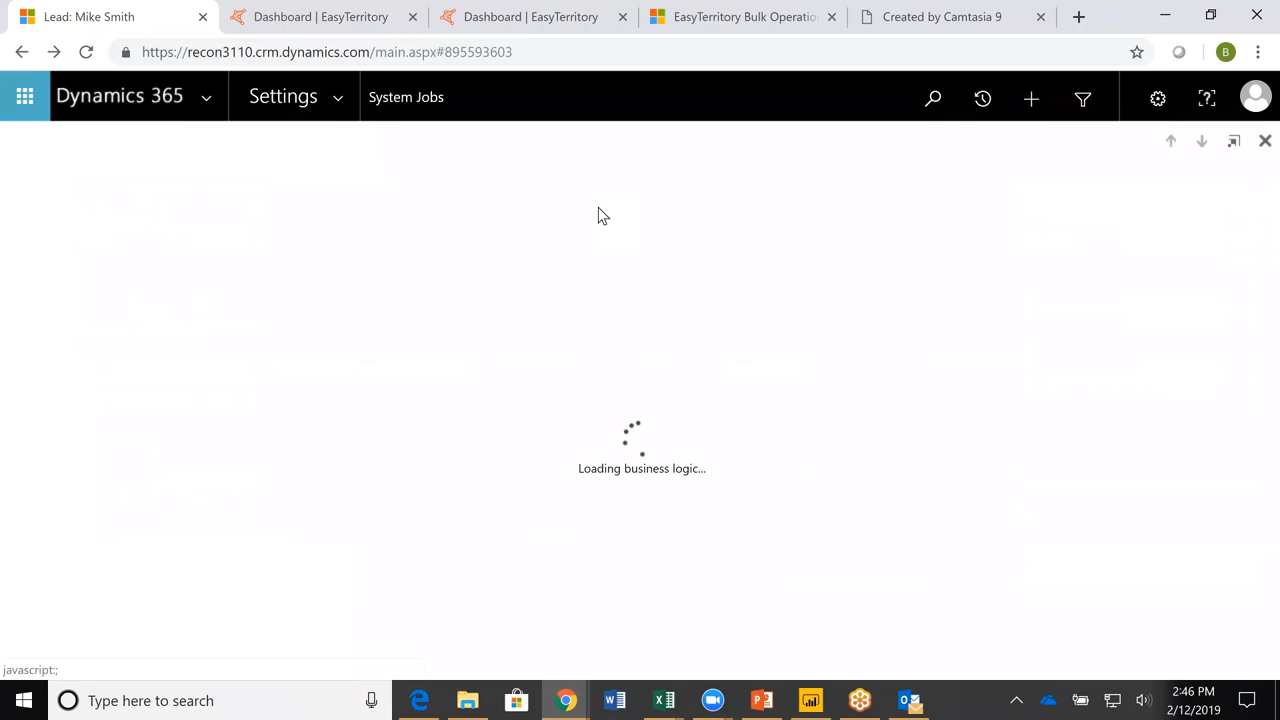 Lead: Mike Smith
Dashboard | EasyTerritory
Dashboard | EasyTerritory
EasyTerritory Bulk Operatio
Created by Camtasia 9
https://recon3110.crm.dynamics.com/main.aspx#895593603
B
Dynamics 365
Settings
System Jobs
Loading business logic...
javascript:;
Type here to search
2:46 PM
2/12/2019